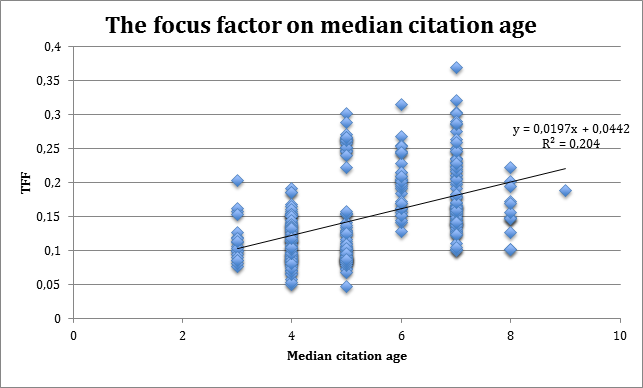 The focus factor on median citation age
0,4
0,35
0,3
0,25
0,2
0,15
0,1
0,05
0
TFF
y = 0,0197x + 0,0442
R² = 0,204
0 2 4 6 8 10
Median citation age